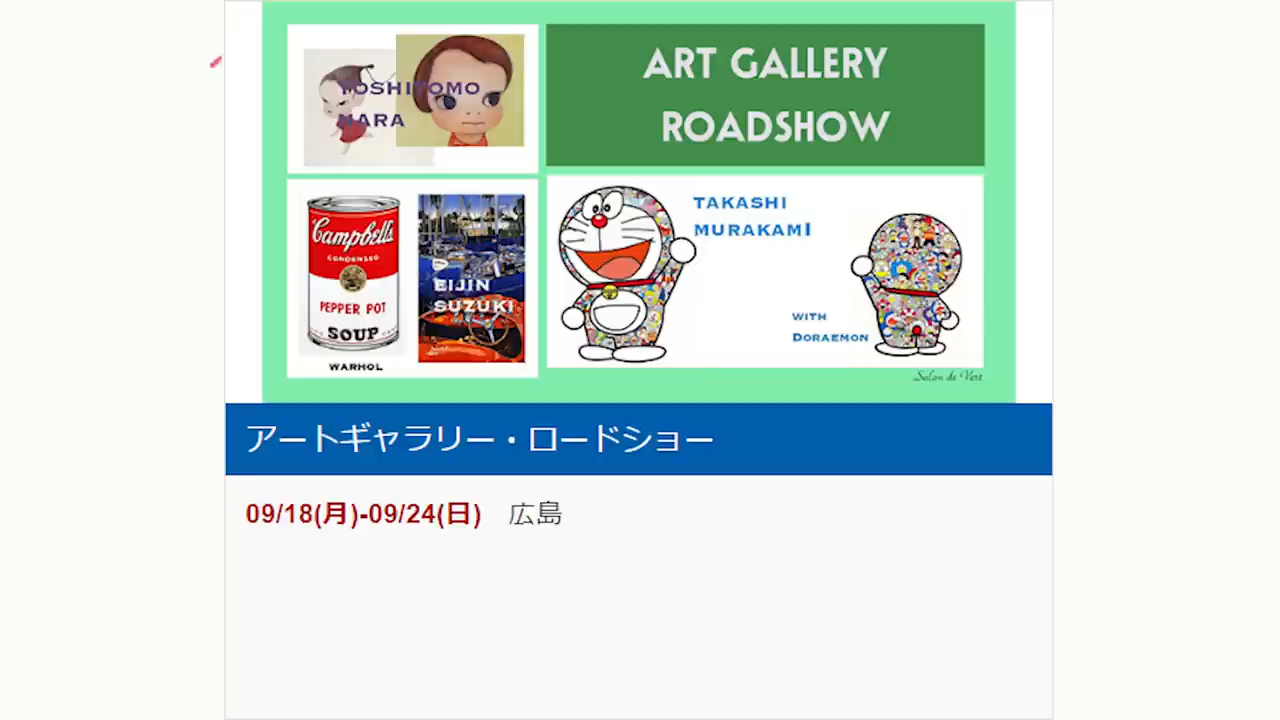 YOSHITOMO
NARA
ART GALLERY
ROADSHOW
Campbell's
CONDENSED
PEPPER POT
SOUP
WARHOL
EIJIN
SUZUKI
TAKASHI
MURAKAMI
WITH
DORAEMON
Salon de Vert
アートギャラリー・ロードショー
09/18(月)-09/24(日) 広島